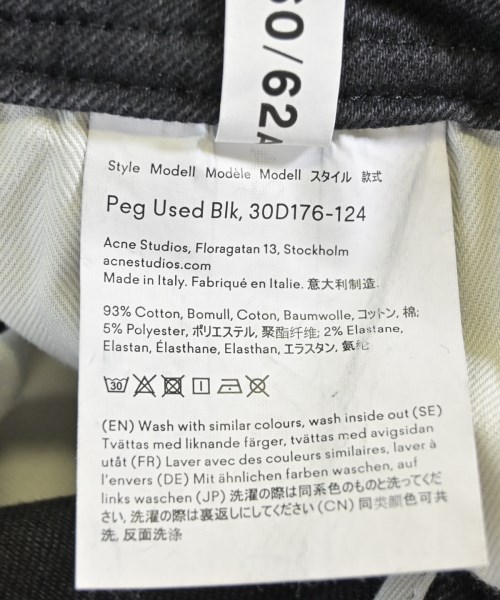 60/62A
Style Modell Modèle Modell スタイル 款式
Peg Used Blk, 30D176-124
Acne Studios, Floragatan 13, Stockholm
acnestudios.com
Made in Italy. Fabriqué en Italie. 意大利制造.
93% Cotton, Bomull, Coton, Baumwolle, コットン, 棉;
5% Polyester, ポリエステル, 聚酯纤维; 2% Elastane,
Elastan, Élasthane, Elasthan, エラスタン, 氨纶
30
(EN) Wash with similar colours, wash inside out (SE)
Tvättas med liknande färger, tvättas med avigsidan
utåt (FR) Laver avec des couleurs similaires, laver à
l'envers (DE) Mit ähnlichen farben waschen, auf
links waschen (JP) 洗濯の際は同系色のものと洗ってくだ
さい, 洗濯の際は裏返しにしてください (CN) 同类颜色可共
洗, 反面洗涤